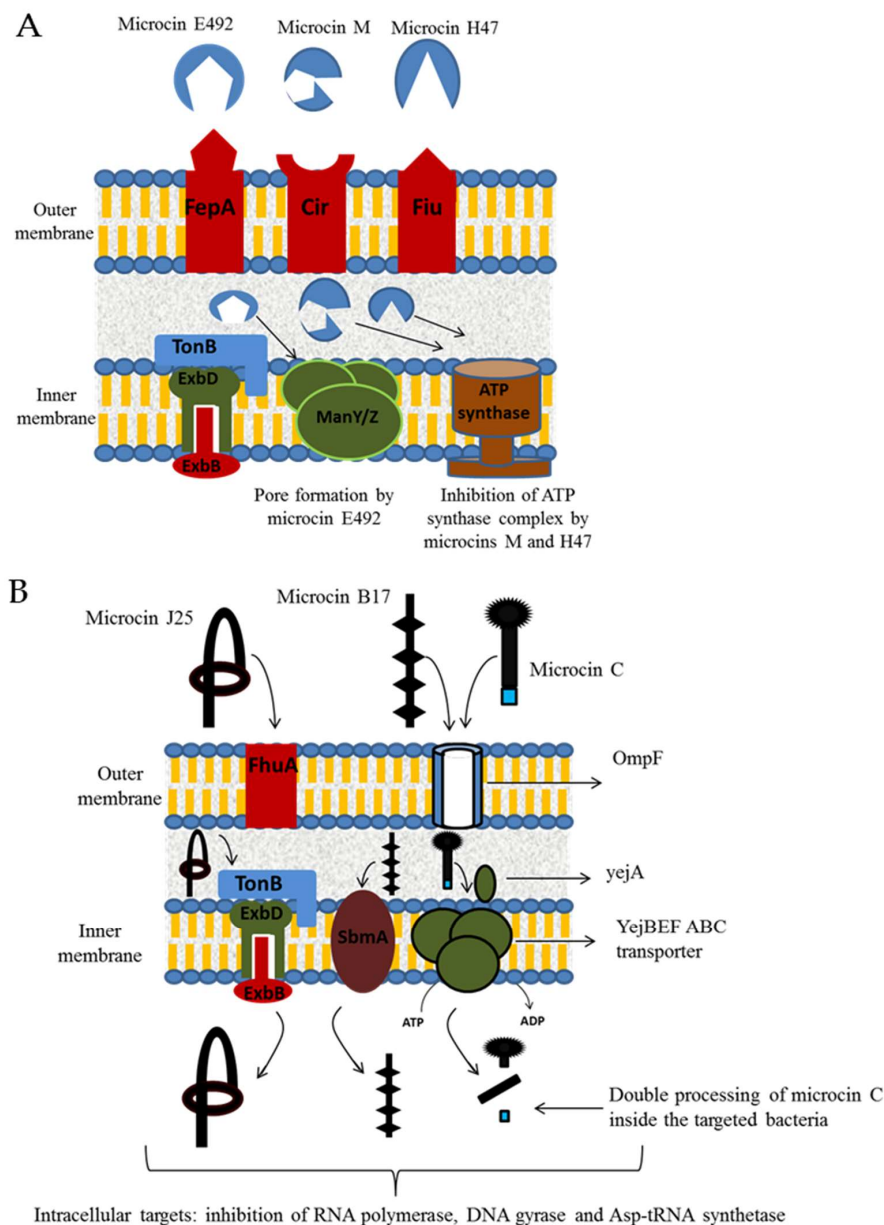 A
Microcin E492
Microcin M
Microcin H47
FepA
Cir
Fiu
Outer
membrane
TonB
ExbD
ExbB
Inner
membrane
ManY/Z
ATP
synthase
Pore formation by
microcin E492
Inhibition of ATP
synthase complex by
microcins M and H47
B
Microcin J25
Microcin B17
Microcin C
FhuA
OmpF
Outer
membrane
yejA
TonB
ExbD
ExbB
Inner
membrane
SbmA
YejBEF ABC
transporter
ATP
ADP
Double processing of microcin C
inside the targeted bacteria
Intracellular targets: inhibition of RNA polymerase, DNA gyrase and Asp-tRNA synthetase